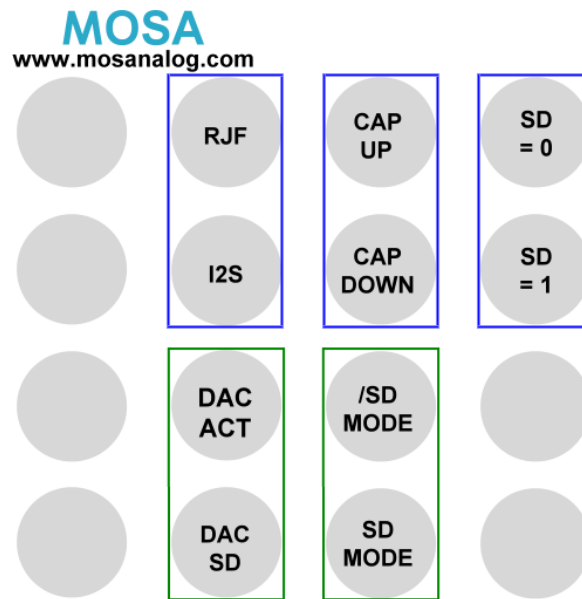 MOSA
www.mosanalog.com
RJF
CAP
UP
SD
= 0
I2S
CAP
DOWN
SD
= 1
DAC
ACT
/SD
MODE
DAC
SD
SD
MODE